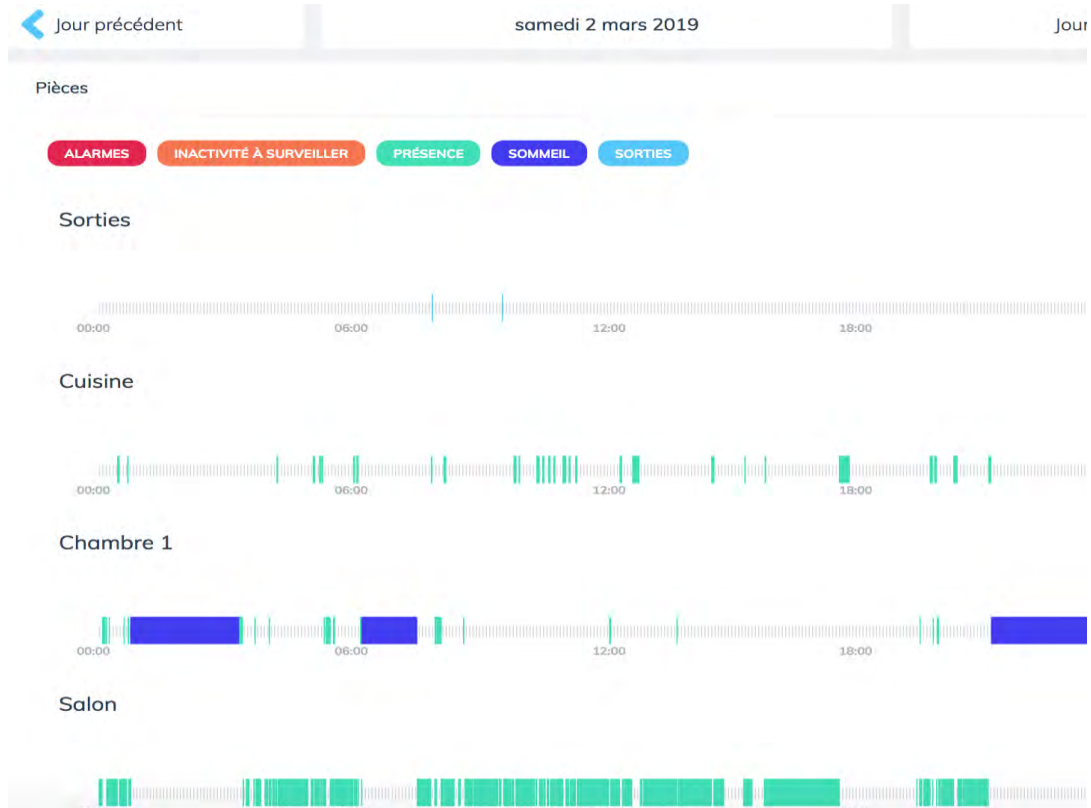 Jour précédent samedi 2 mars 2019 Jour
Pièces
ALARMES INACTIVITÉ À SURVEILLER PRÉSENCE SOMMEIL SORTIES
Sorties
00:00 06:00 12:00 18:00
Cuisine
00:00 06:00 12:00 18:00
Chambre 1
00:00 06:00 12:00 18:00
Salon